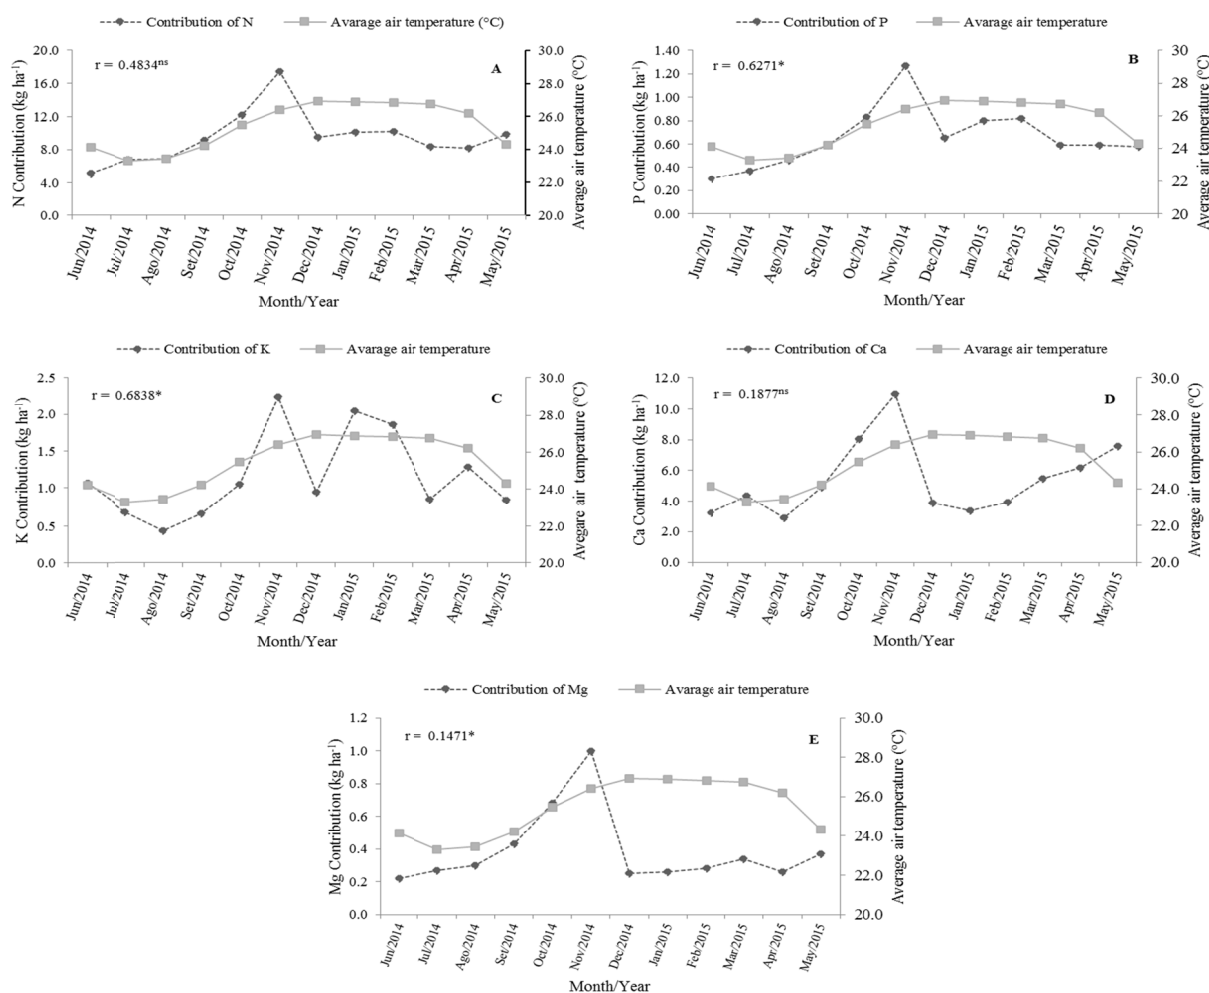 Contribution of N
Avarage air temperature (°C)
r = 0.4834ⁿˢ
A
N Contribution (kg ha⁻¹)
20.0
16.0
12.0
8.0
4.0
0.0
30.0
28.0
26.0
24.0
22.0
20.0
Average air temperature (°C)
Jun/2014
Jul/2014
Ago/2014
Set/2014
Oct/2014
Nov/2014
Dec/2014
Jan/2015
Feb/2015
Mar/2015
Apr/2015
May/2015
Month/Year
Contribution of P
Avarage air temperature
r = 0.6271*
B
P Contribution (kg ha⁻¹)
1.40
1.20
1.00
0.80
0.60
0.40
0.20
0.00
30
28
26
24
22
20
Average air temperature (°C)
Jun/2014
Jul/2014
Ago/2014
Set/2014
Oct/2014
Nov/2014
Dec/2014
Jan/2015
Feb/2015
Mar/2015
Apr/2015
May/2015
Month/Year
Contribution of K
Avarage air temperature
r = 0.6838*
C
K Contribution (kg ha⁻¹)
2.5
2.0
1.5
1.0
0.5
0.0
30.0
28.0
26.0
24.0
22.0
20.0
Avegare air temperature (°C)
Jun/2014
Jul/2014
Ago/2014
Set/2014
Oct/2014
Nov/2014
Dec/2014
Jan/2015
Feb/2015
Mar/2015
Apr/2015
May/2015
Month/Year
Contribution of Ca
Avarage air temperature
r = 0.1877ⁿˢ
D
Ca Contribution (kg ha⁻¹)
12.0
10.0
8.0
6.0
4.0
2.0
0.0
30.0
28.0
26.0
24.0
22.0
20.0
Average air temperature (°C)
Jun/2014
Jul/2014
Ago/2014
Set/2014
Oct/2014
Nov/2014
Dec/2014
Jan/2015
Feb/2015
Mar/2015
Apr/2015
May/2015
Month/Year
Contribution of Mg
Avarage air temperature
r = 0.1471*
E
Mg Contribution (kg ha⁻¹)
1.2
1.0
0.8
0.6
0.4
0.2
0.0
30.0
28.0
26.0
24.0
22.0
20.0
Average air temperature (°C)
Jun/2014
Jul/2014
Ago/2014
Set/2014
Oct/2014
Nov/2014
Dec/2014
Jan/2015
Feb/2015
Mar/2015
Apr/2015
May/2015
Month/Year